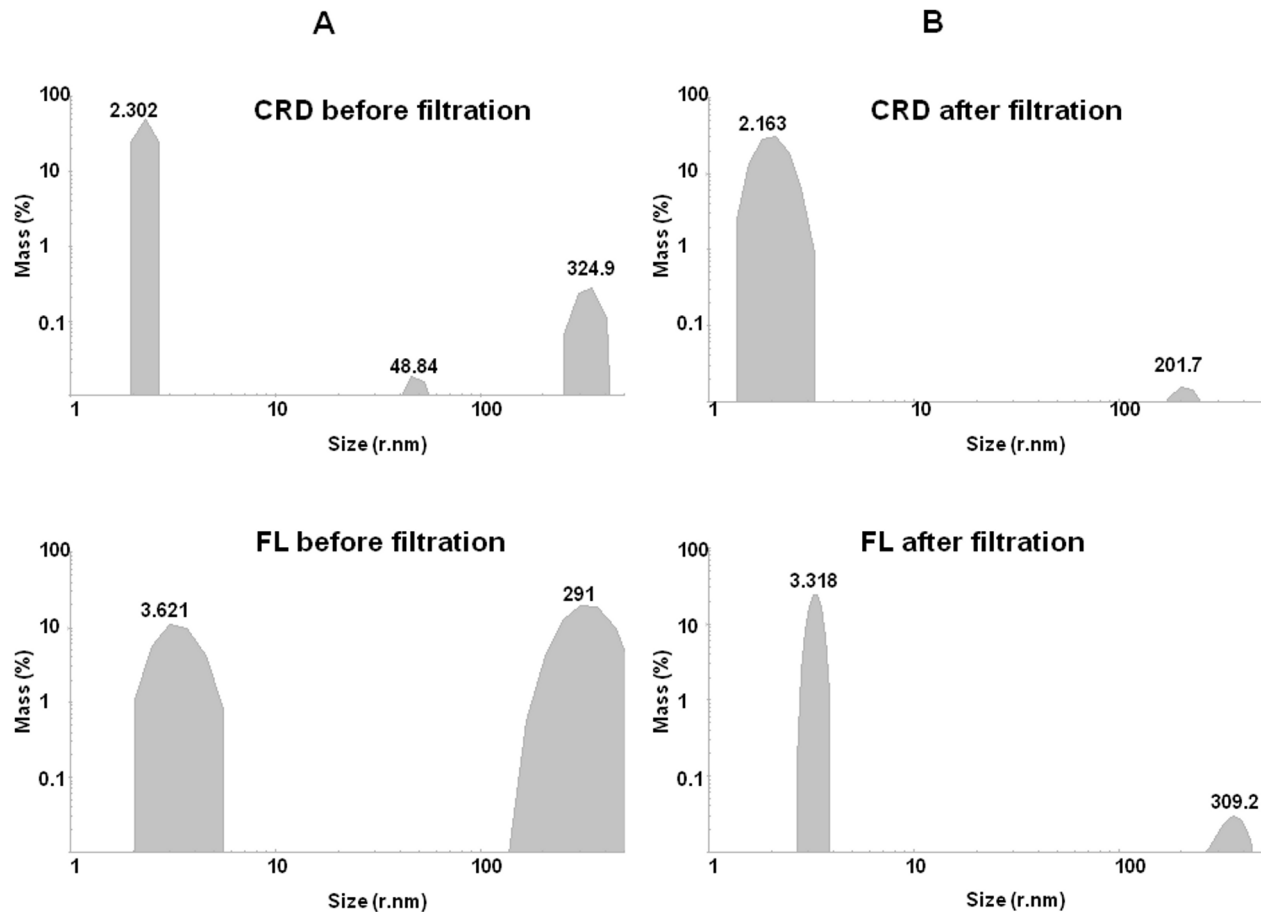 A
B
CRD before filtration
Mass (%)
100
10
1
0.1
2.302
48.84
324.9
1
10
100
Size (r.nm)
CRD after filtration
Mass (%)
100
10
1
0.1
2.163
201.7
1
10
100
Size (r.nm)
FL before filtration
Mass (%)
100
10
1
0.1
3.621
291
1
10
100
Size (r.nm)
FL after filtration
Mass (%)
100
10
1
0.1
3.318
309.2
1
10
100
Size (r.nm)